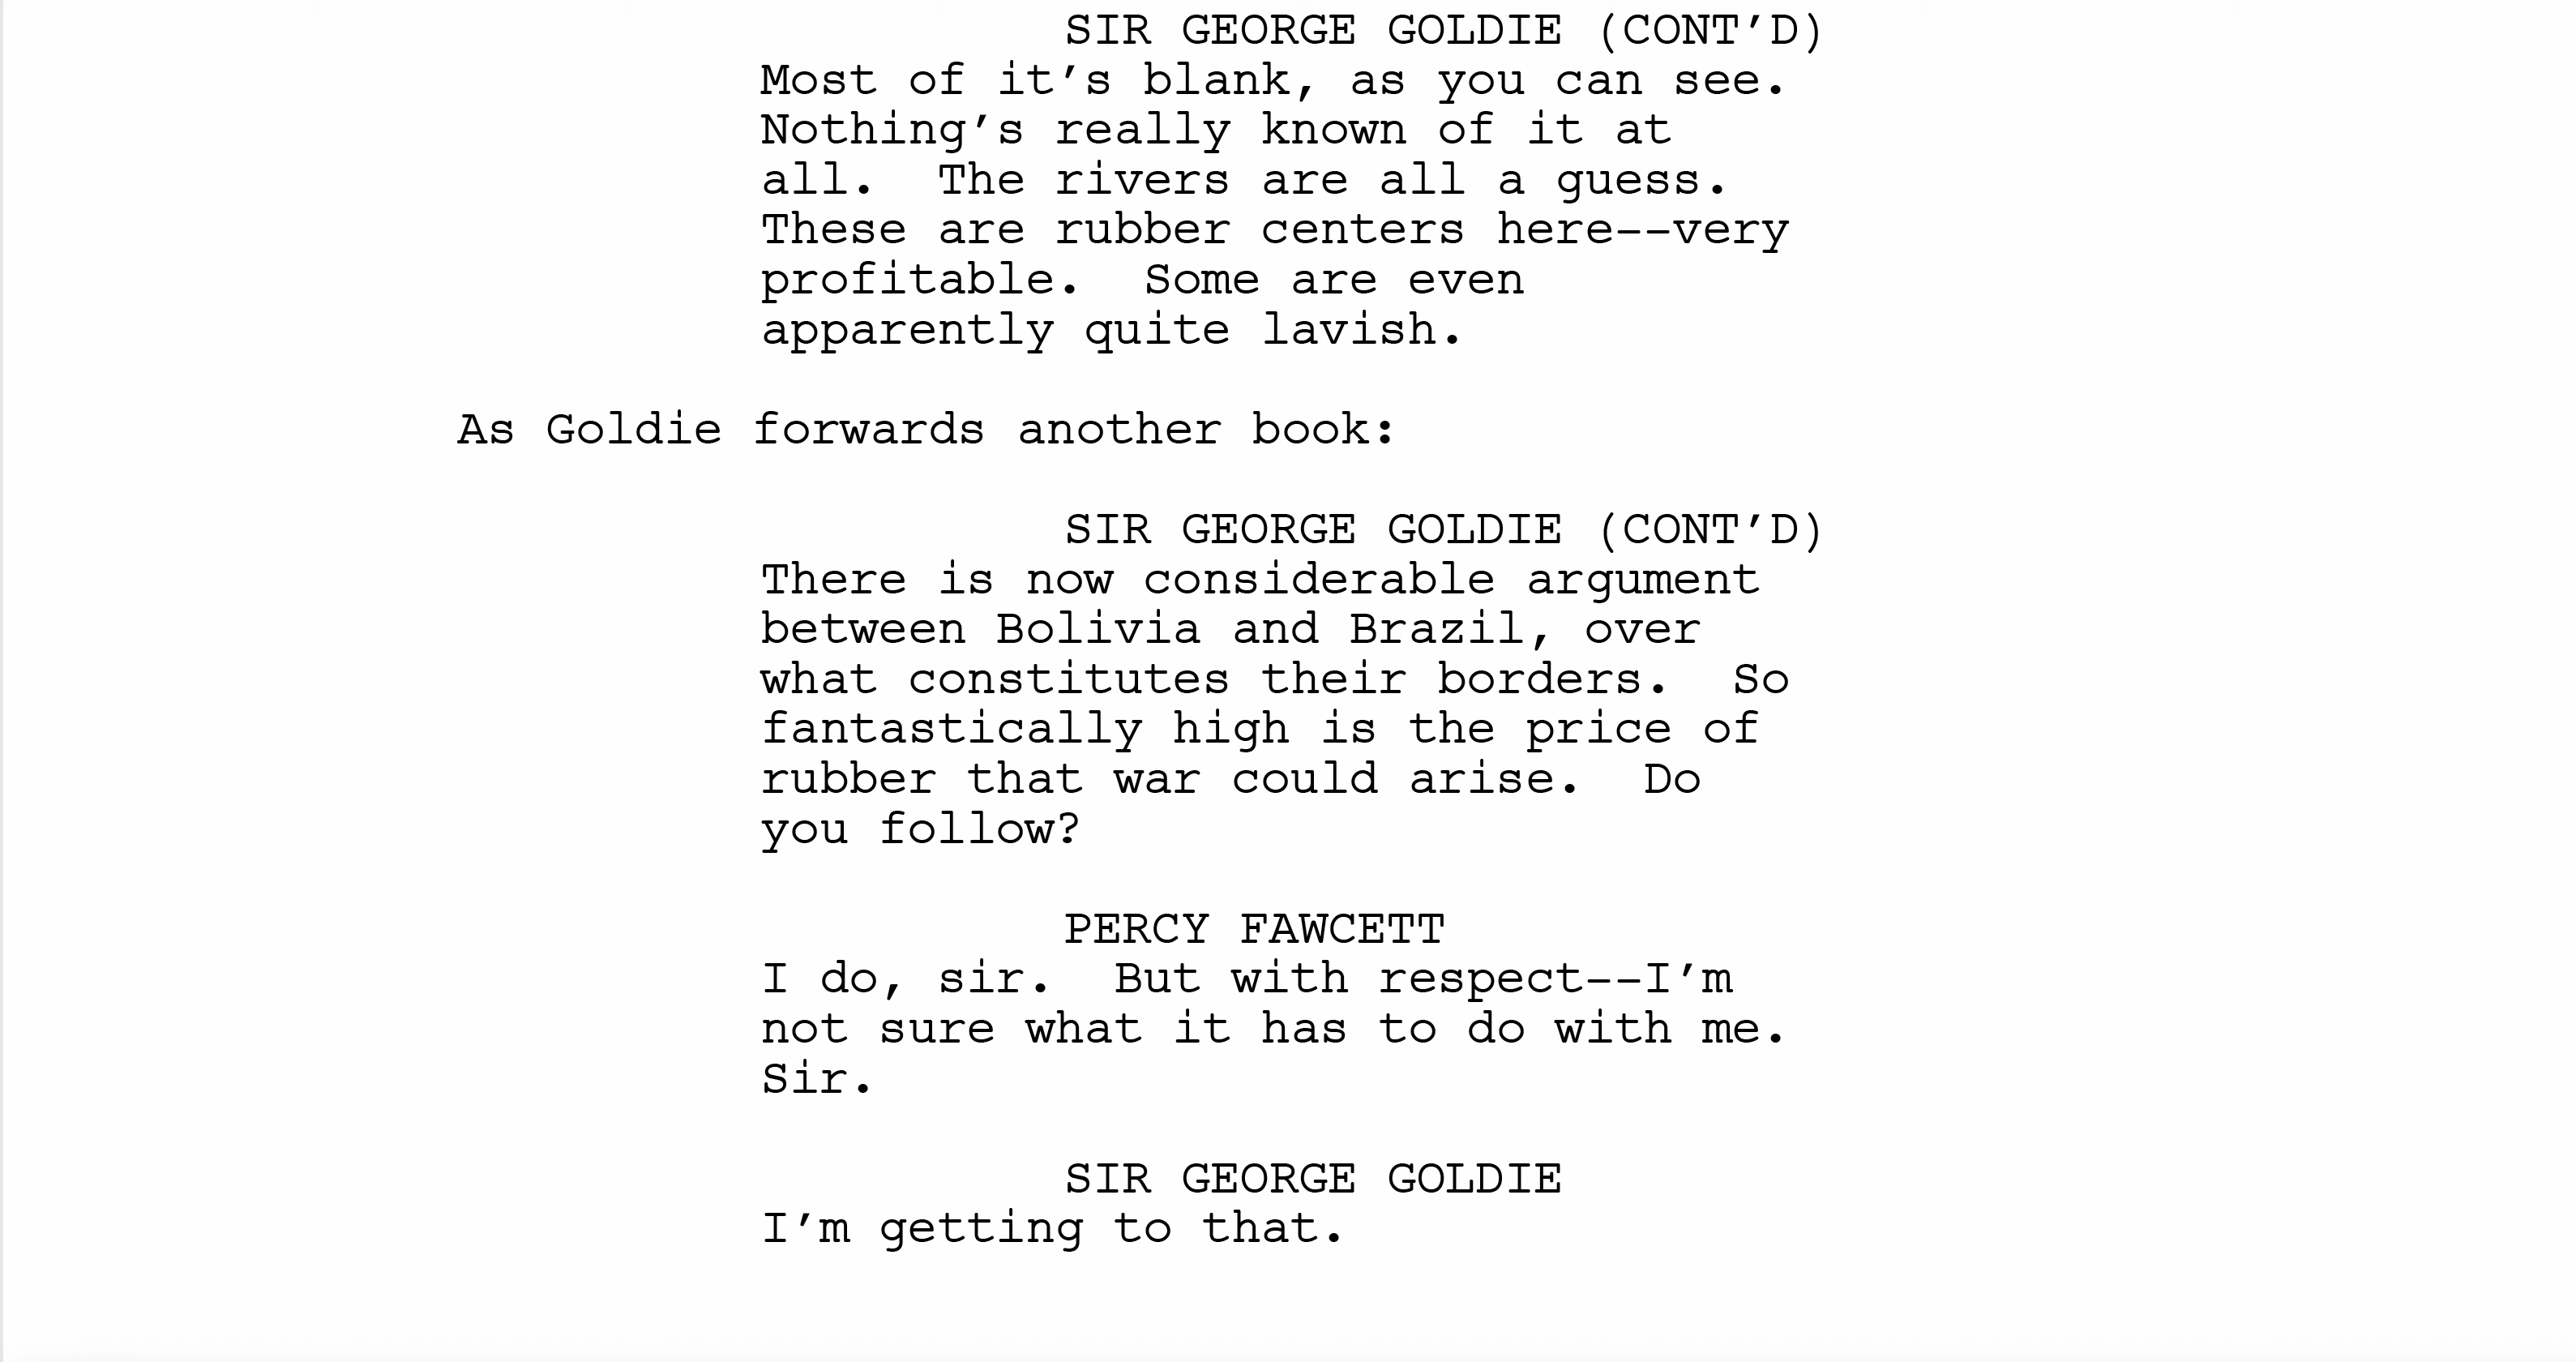 SIR GEORGE GOLDIE (CONT’D)
Most of it’s blank, as you can see.
Nothing’s really known of it at
all.  The rivers are all a guess.
These are rubber centers here--very
profitable.  Some are even
apparently quite lavish.
As Goldie forwards another book:
SIR GEORGE GOLDIE (CONT’D)
There is now considerable argument
between Bolivia and Brazil, over
what constitutes their borders.  So
fantastically high is the price of
rubber that war could arise.  Do
you follow?
PERCY FAWCETT
I do, sir.  But with respect--I’m
not sure what it has to do with me.
Sir.
SIR GEORGE GOLDIE
I’m getting to that.